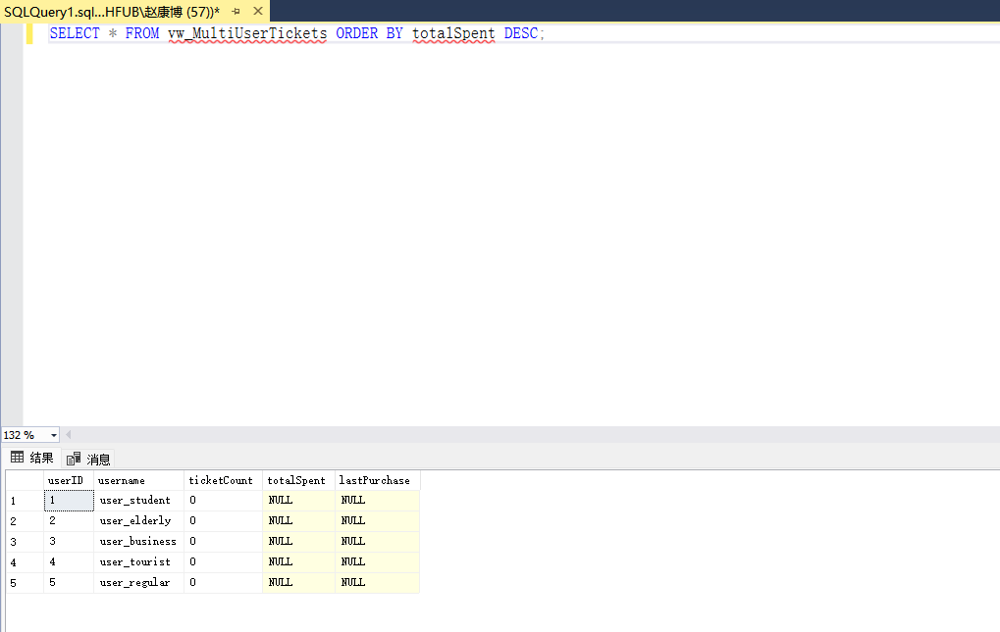 SQLQuery1.sql...HFUB\赵康博 (57))*
SELECT * FROM vw_MultiUserTickets ORDER BY totalSpent DESC;
132 %
结果 消息
userID username ticketCount totalSpent lastPurchase
1 1 user_student 0 NULL NULL
2 2 user_elderly 0 NULL NULL
3 3 user_business 0 NULL NULL
4 4 user_tourist 0 NULL NULL
5 5 user_regular 0 NULL NULL